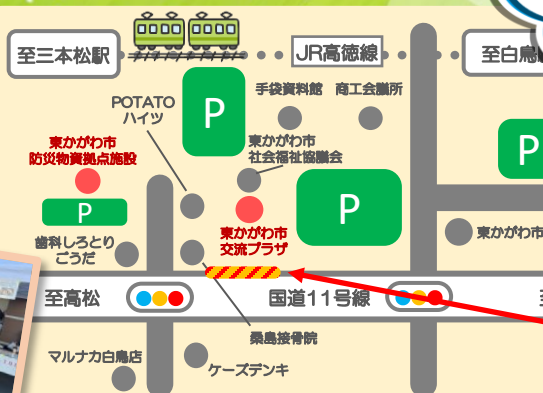 至三本松駅
JR高徳線
至白鳥
POTATO
ハイツ
P
手袋資料館
商工会議所
東かがわ市
防災物資拠点施設
東かがわ市
社会福祉協議会
P
P
P
東かがわ市
交流プラザ
歯科しろとり
ごうだ
東かがわ市
至高松
国道11号線
桑島接骨院
マルナカ白鳥店
ケーズデンキ